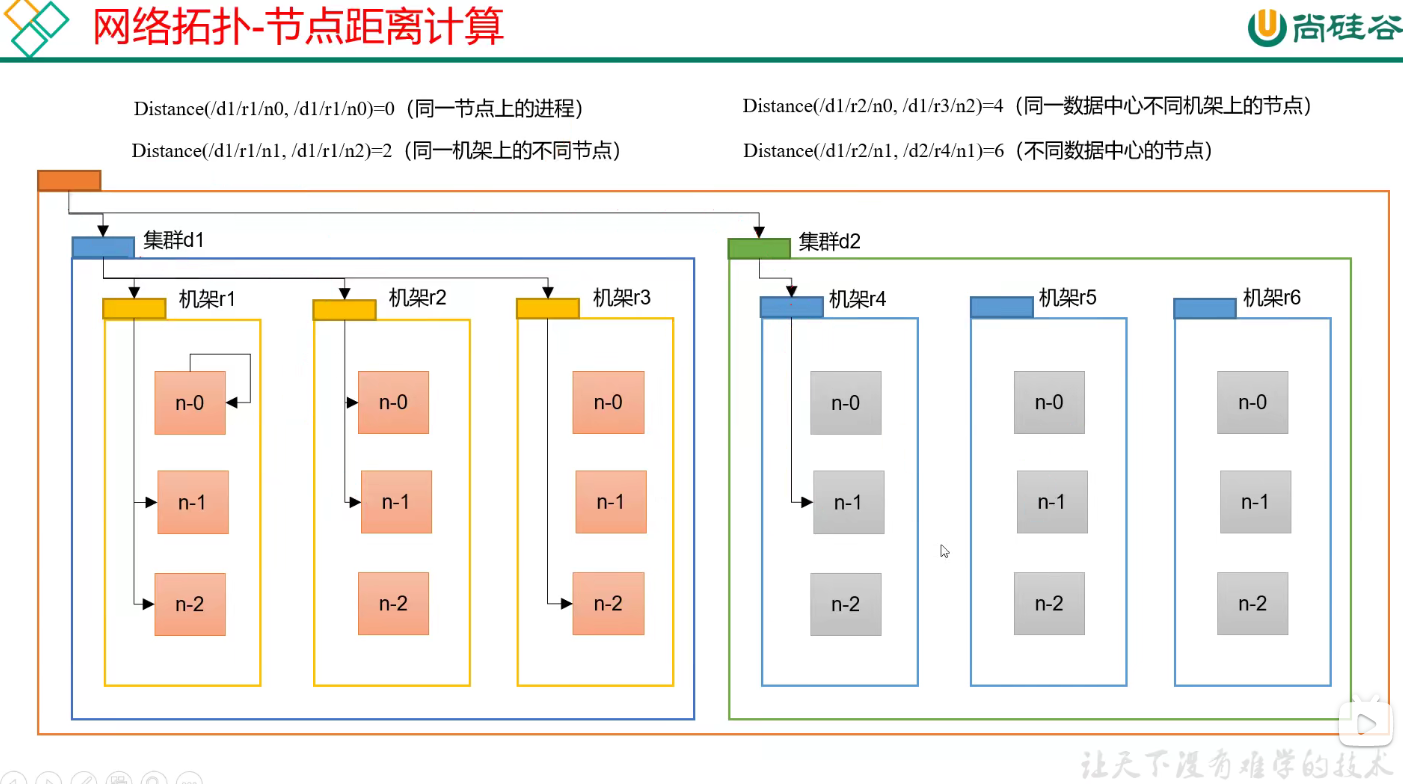 网络拓扑-节点距离计算
尚硅谷
Distance(/d1/r1/n0, /d1/r1/n0)=0（同一节点上的进程）
Distance(/d1/r2/n0, /d1/r3/n2)=4（同一数据中心不同机架上的节点）
Distance(/d1/r1/n1, /d1/r1/n2)=2（同一机架上的不同节点）
Distance(/d1/r2/n1, /d2/r4/n1)=6（不同数据中心的节点）
集群d1
集群d2
机架r1
机架r2
机架r3
机架r4
机架r5
机架r6
n-0
n-0
n-0
n-0
n-0
n-0
n-1
n-1
n-1
n-1
n-1
n-1
n-2
n-2
n-2
n-2
n-2
n-2
让天下没有难学的技术